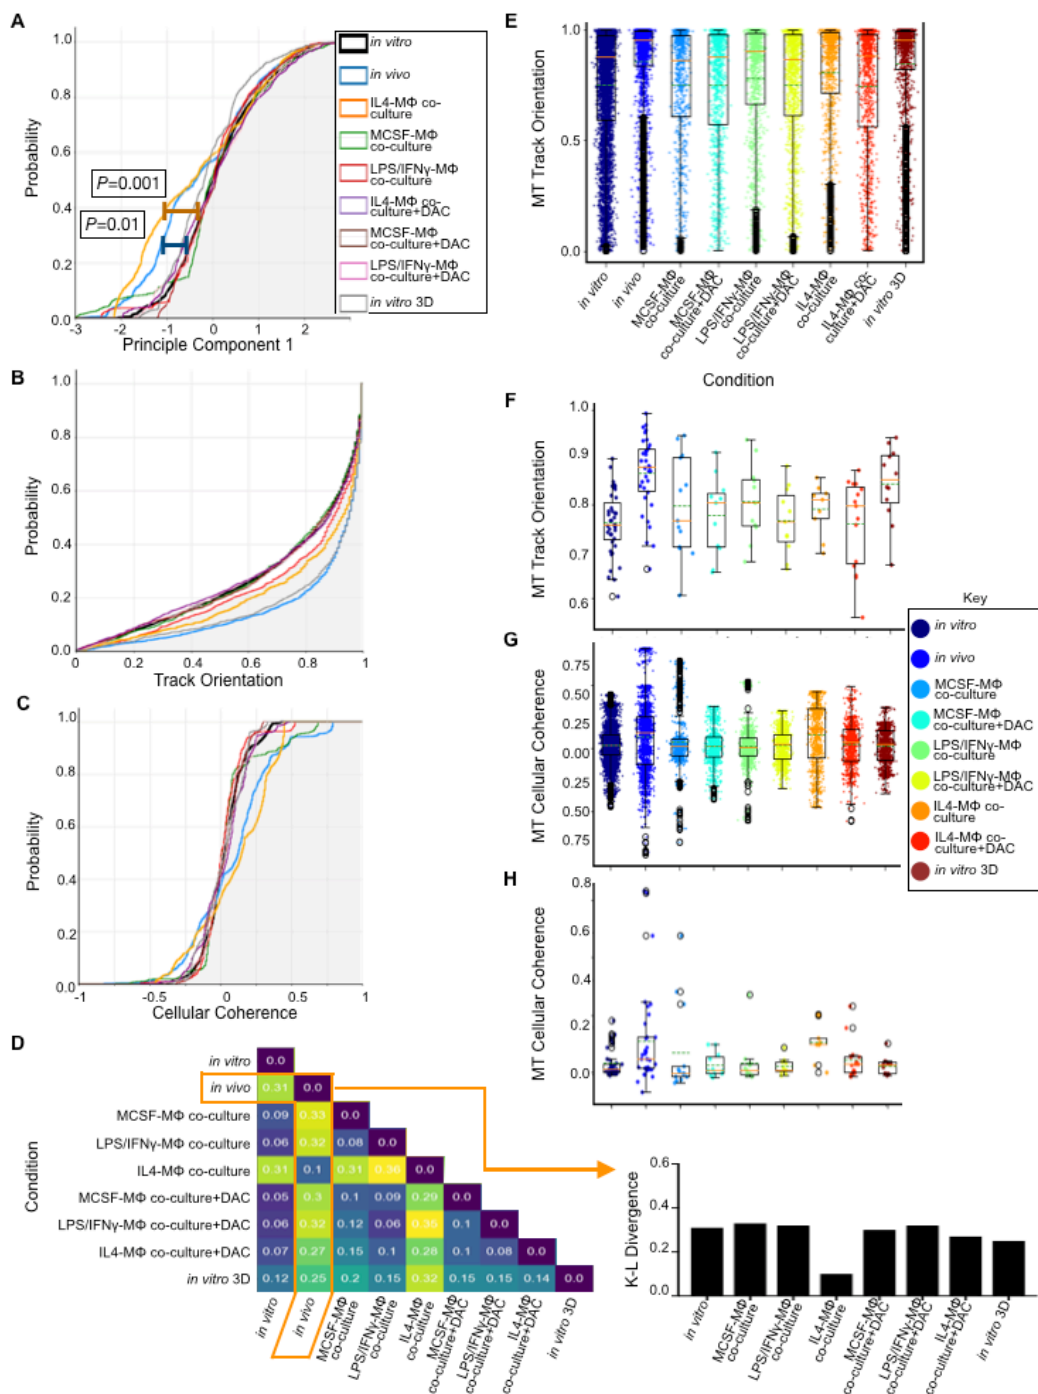 A
Probability
1.0
0.8
0.6
0.4
0.2
0.0
P=0.001
P=0.01
-3
-2
-1
0
1
2
Principle Component 1
in vitro
in vivo
IL4-MΦ co-
culture
MCSF-MΦ
co-culture
LPS/IFNγ-MΦ
co-culture
IL4-MΦ co-
culture+DAC
MCSF-MΦ
co-culture+DAC
LPS/IFNγ-MΦ
co-culture+DAC
in vitro 3D
B
Probability
1.0
0.8
0.6
0.4
0.2
0.0
0
0.2
0.4
0.6
0.8
1
Track Orientation
C
Probability
1.0
0.8
0.6
0.4
0.2
0
-1
-0.5
0
0.5
1
Cellular Coherence
D
Condition
in vitro 0.0
in vivo 0.31 0.0
MCSF-MΦ co-culture 0.09 0.33 0.0
LPS/IFNγ-MΦ co-culture 0.06 0.32 0.08 0.0
IL4-MΦ co-culture 0.31 0.1 0.31 0.36 0.0
MCSF-MΦ co-culture+DAC 0.05 0.3 0.1 0.09 0.29 0.0
LPS/IFNγ-MΦ co-culture+DAC 0.06 0.32 0.12 0.06 0.35 0.1 0.0
IL4-MΦ co-culture+DAC 0.07 0.27 0.15 0.1 0.28 0.1 0.08 0.0
in vitro 3D 0.12 0.25 0.2 0.15 0.32 0.15 0.15 0.14 0.0
in vitro
in vivo
MCSF-MΦ
co-culture
LPS/IFNγ-MΦ
co-culture
IL4-MΦ
co-culture
MCSF-MΦ
co-culture+DAC
LPS/IFNγ-MΦ
co-culture+DAC
IL4-MΦ
co-culture+DAC
in vitro 3D
E
MT Track Orientation
1.0
0.5
0.0
in vitro
in vivo
MCSF-MΦ
co-culture
MCSF-MΦ
co-culture+DAC
LPS/IFNγ-MΦ
co-culture
LPS/IFNγ-MΦ
co-culture+DAC
IL4-MΦ
co-culture
IL4-MΦ co-
culture+DAC
in vitro 3D
Condition
F
MT Track Orientation
1.0
0.9
0.8
0.7
0.6
G
MT Cellular Coherence
0.75
0.50
0.25
0.00
0.25
0.50
0.75
H
MT Cellular Coherence
0.8
0.6
0.4
0.2
0.0
Key
in vitro
in vivo
MCSF-MΦ
co-culture
MCSF-MΦ
co-culture+DAC
LPS/IFNγ-MΦ
co-culture
LPS/IFNγ-MΦ
co-culture+DAC
IL4-MΦ co-
culture
IL4-MΦ co-
culture+DAC
in vitro 3D
K-L Divergence
0.6
0.4
0.2
0.0
in vitro
MCSF-MΦ
co-culture
LPS/IFNγ-MΦ
co-culture
IL4-MΦ
co-culture
MCSF-MΦ
co-culture+DAC
LPS/IFNγ-MΦ
co-culture+DAC
IL4-MΦ
co-culture+DAC
in vitro 3D